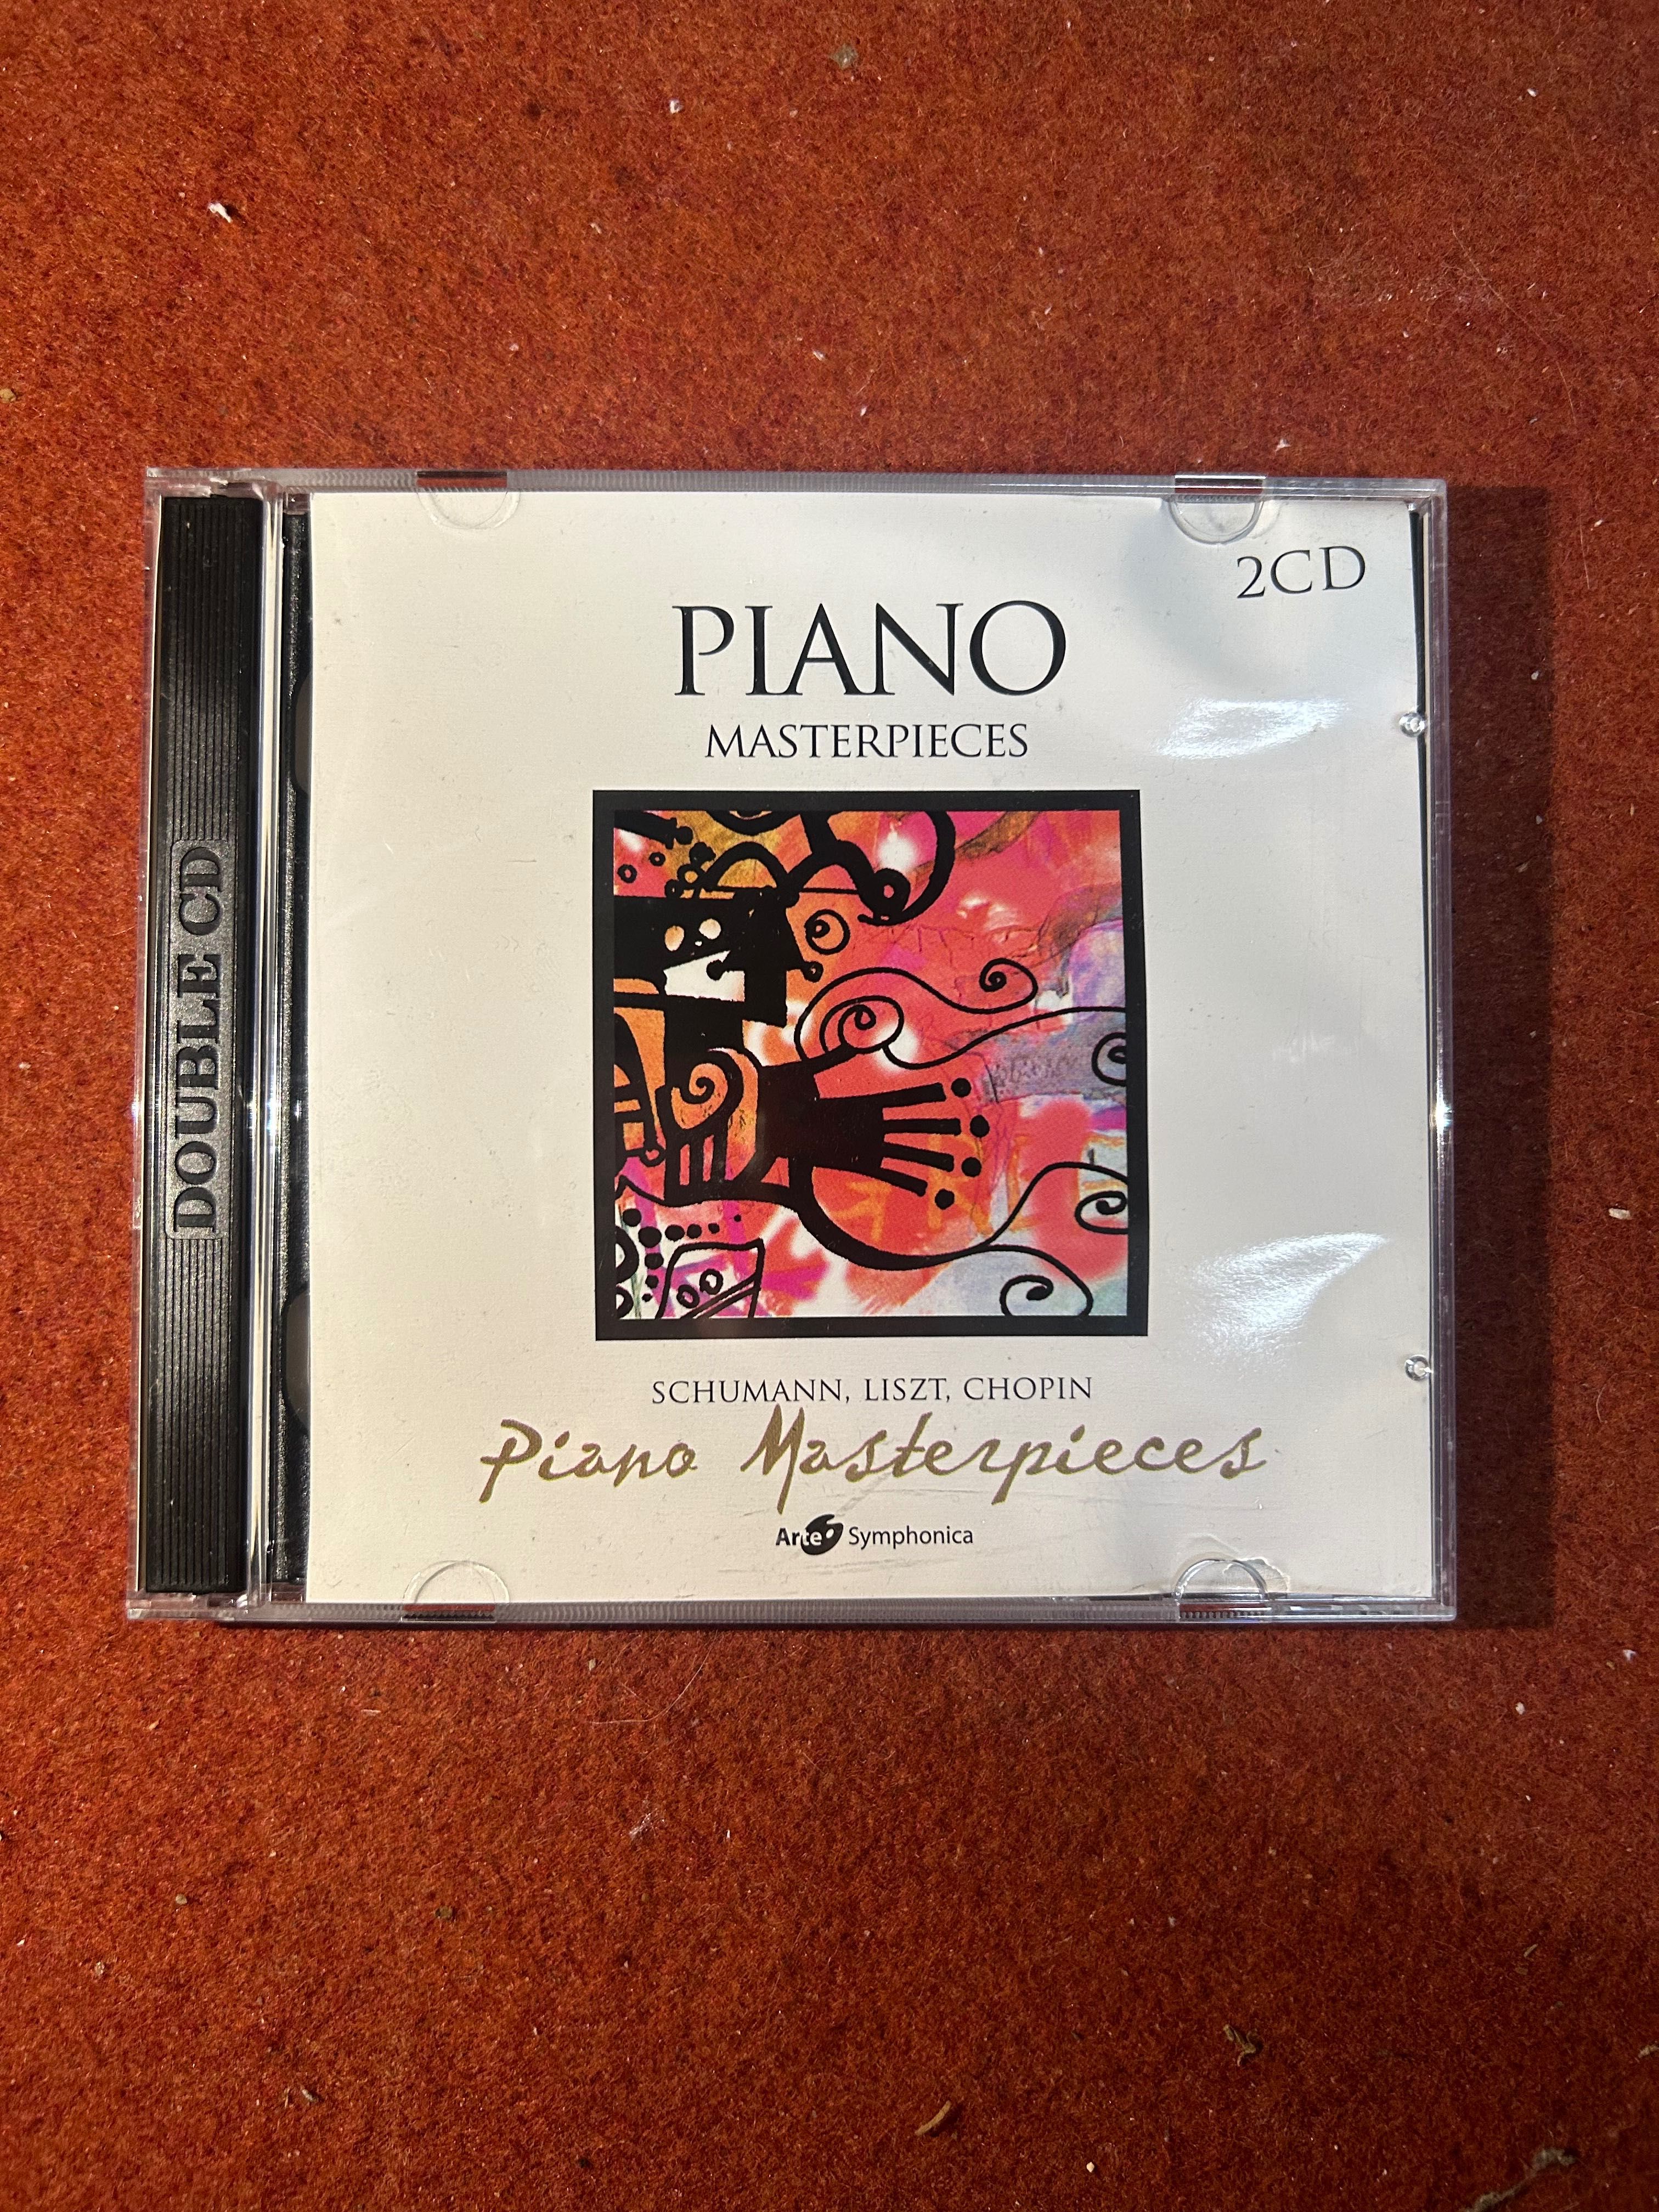 2CD
PIANO
MASTERPIECES
DOUBLE CD
SCHUMANN, LISZT, CHOPIN
Piano Masterpieces
Arte Symphonica